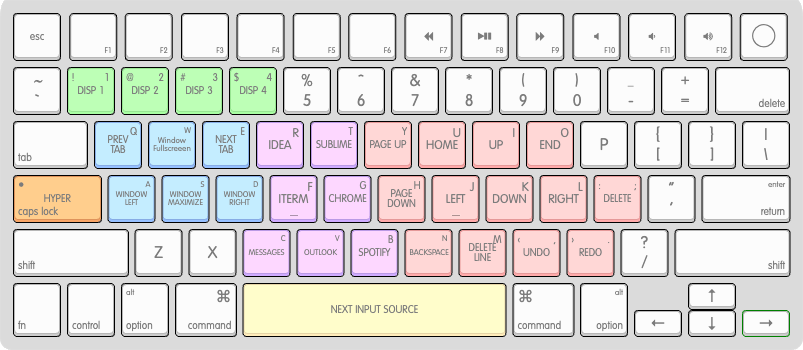 esc F1 F2 F3 F4 F5 F6 F7 F8 F9 F10 F11 F12
~ ` ! 1 DISP 1 @ 2 DISP 2 # 3 DISP 3 $ 4 DISP 4 % 5 ^ 6 & 7 * 8 ( 9 ) 0 _ - + = delete
tab Q PREV TAB W Window Fullscreen E NEXT TAB R IDEA T SUBLIME Y PAGE UP U HOME I UP O END P { [ } ] | \
HYPER caps lock A WINDOW LEFT S WINDOW MAXIMIZE D WINDOW RIGHT F ITERM _ G CHROME H PAGE DOWN J LEFT _ K DOWN L RIGHT : ; DELETE " ' enter return
shift Z X C MESSAGES V OUTLOOK B SPOTIFY N BACKSPACE M DELETE LINE , UNDO . REDO ? / shift
fn control alt option ⌘ command NEXT INPUT SOURCE ⌘ command alt option ← ↑ ↓ →